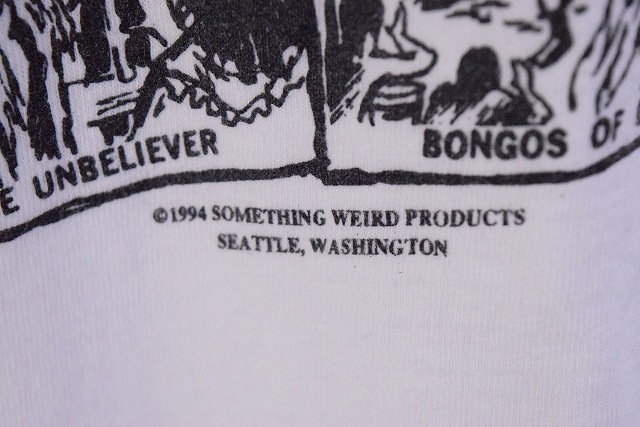 UNBELIEVER
BONGOS OF
©1994 SOMETHING WEIRD PRODUCTS
SEATTLE, WASHINGTON